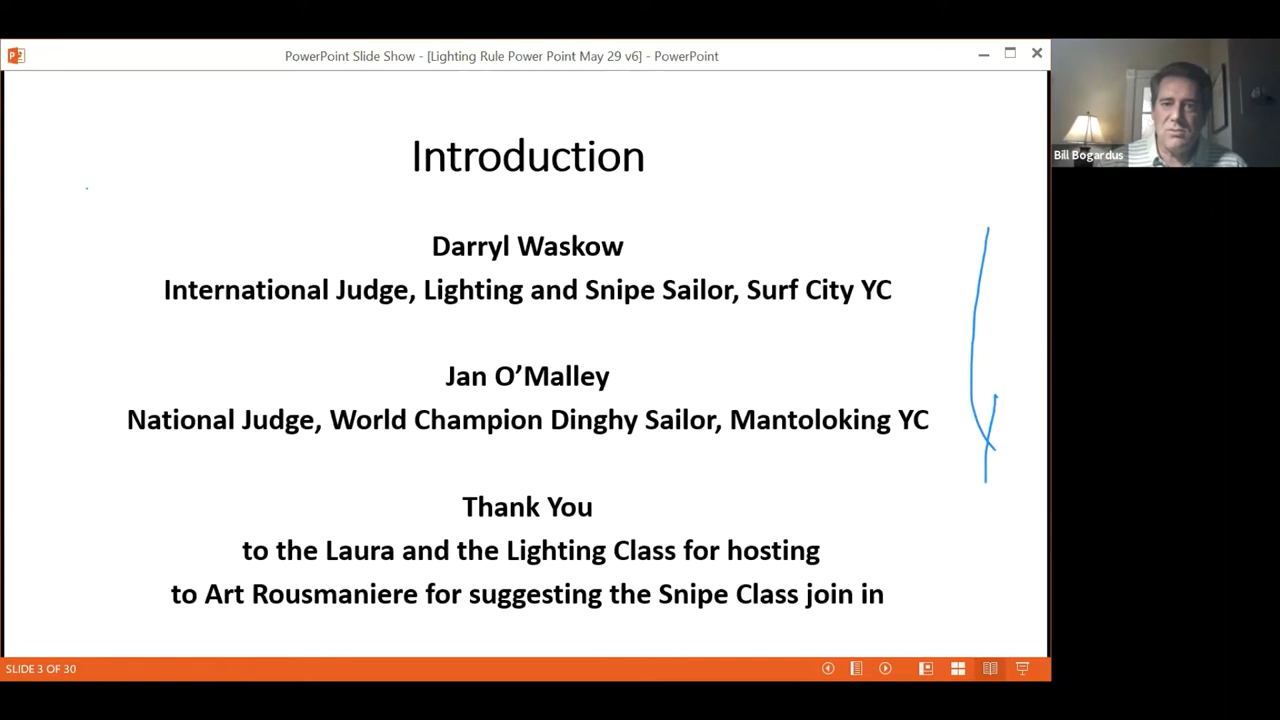 PowerPoint Slide Show - [Lighting Rule Power Point May 29 v6] - PowerPoint
Introduction
Bill Bogardus
Darryl Waskow
International Judge, Lighting and Snipe Sailor, Surf City YC
Jan O’Malley
National Judge, World Champion Dinghy Sailor, Mantoloking YC
Thank You
to the Laura and the Lighting Class for hosting
to Art Rousmaniere for suggesting the Snipe Class join in
SLIDE 3 OF 30